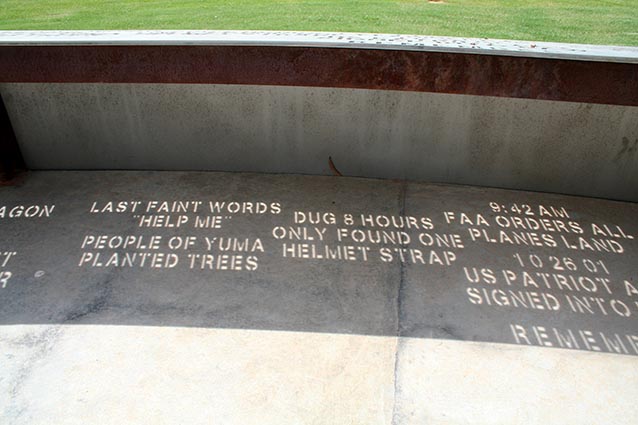 AGON
LAST FAINT WORDS
"HELP ME"
PEOPLE OF YUMA
PLANTED TREES
DUG 8 HOURS
ONLY FOUND ONE
HELMET STRAP
9:42 AM
FAA ORDERS ALL
PLANES LAND
10 26 01
US PATRIOT A
SIGNED INTO
REMEME